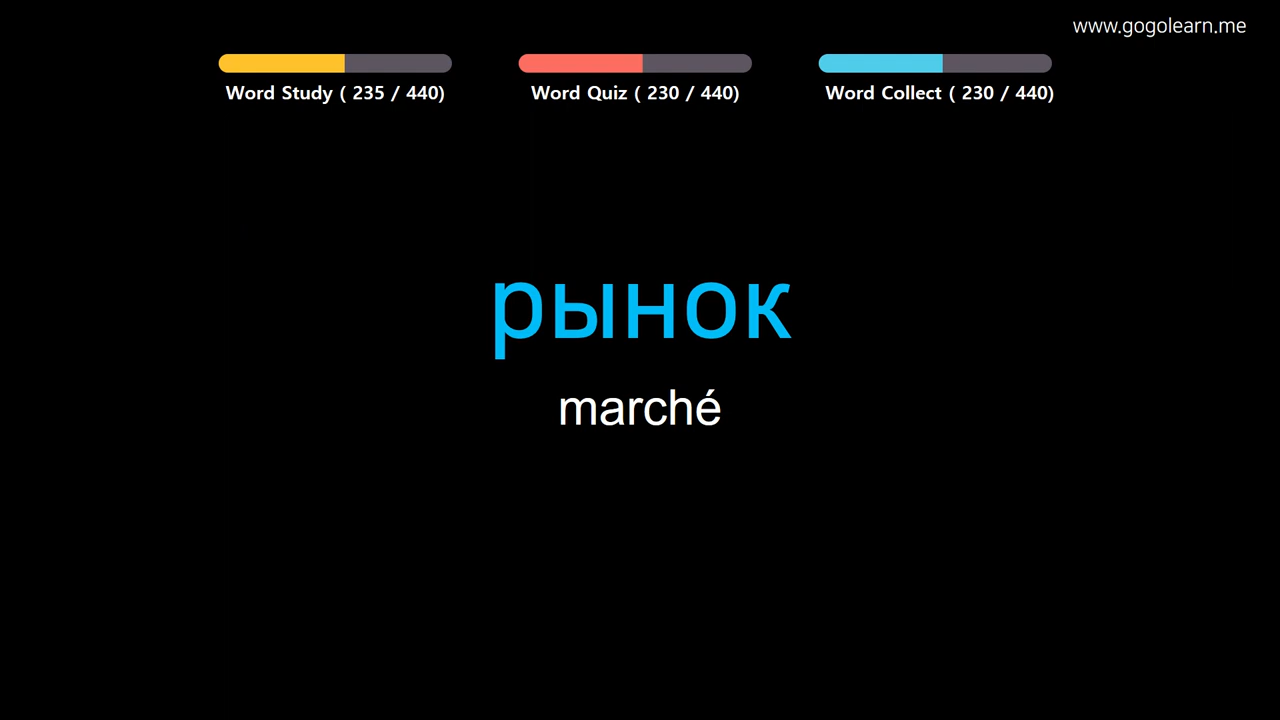 www.gogolearn.me
Word Study ( 235 / 440)
Word Quiz ( 230 / 440)
Word Collect ( 230 / 440)
рынок
marché